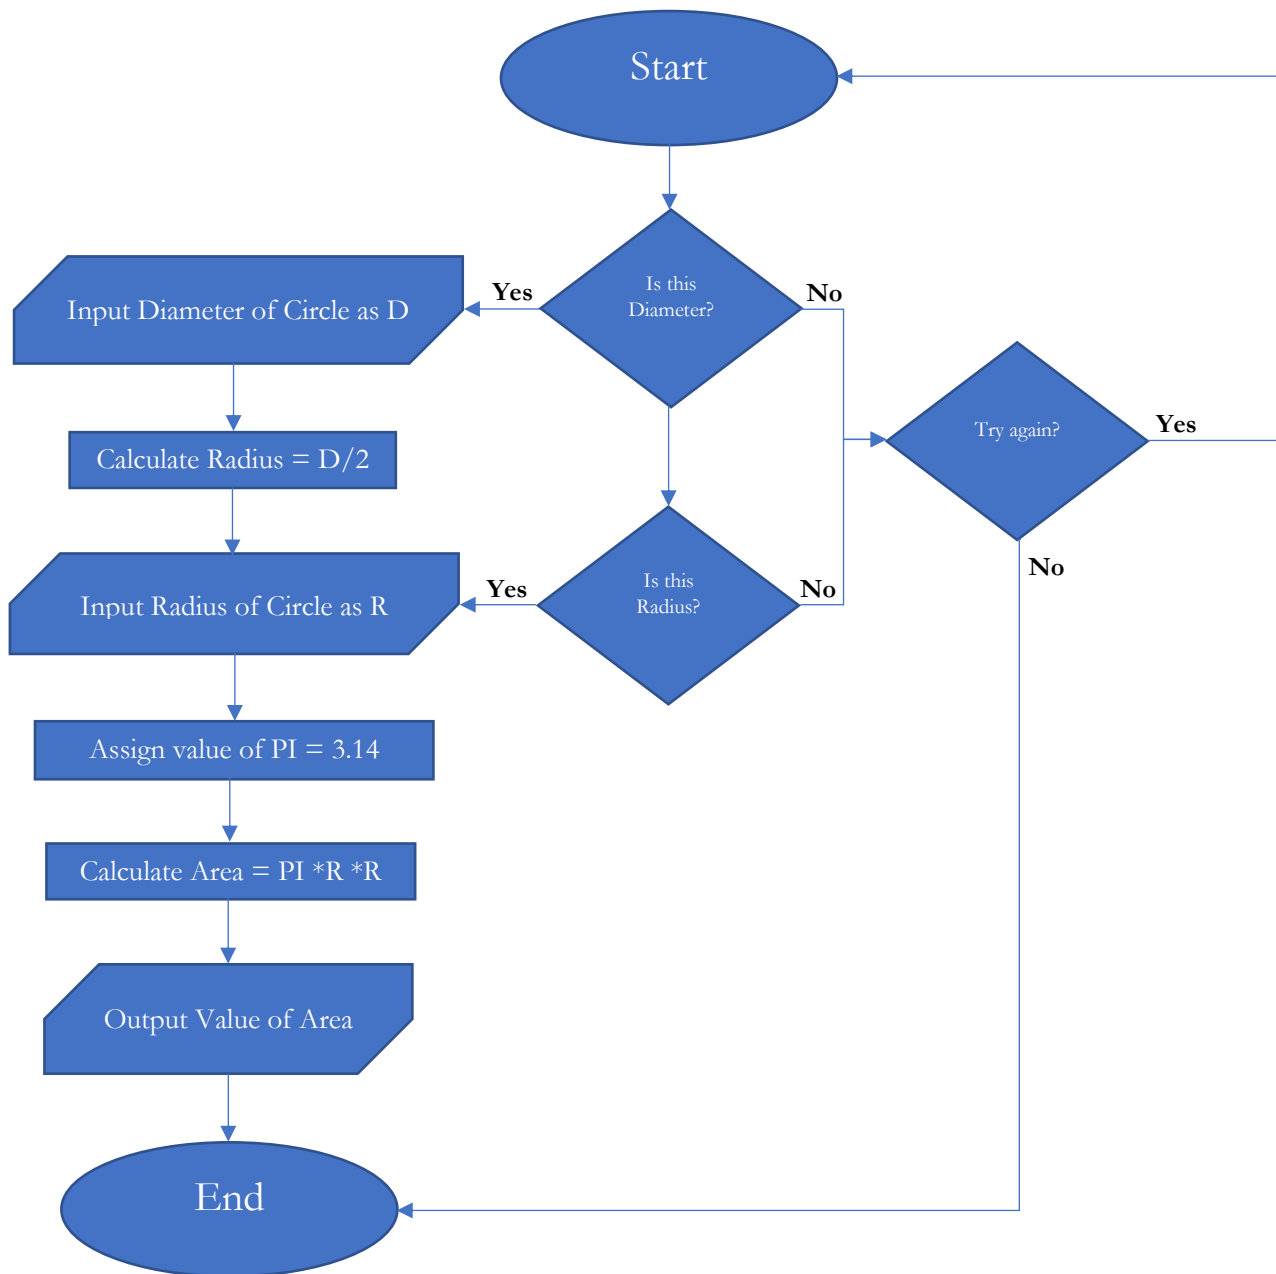 Start
Is this
Diameter?
Yes
No
Input Diameter of Circle as D
Try again?
Yes
No
Calculate Radius = D/2
Is this
Radius?
Yes
No
Input Radius of Circle as R
Assign value of PI = 3.14
Calculate Area = PI *R *R
Output Value of Area
End